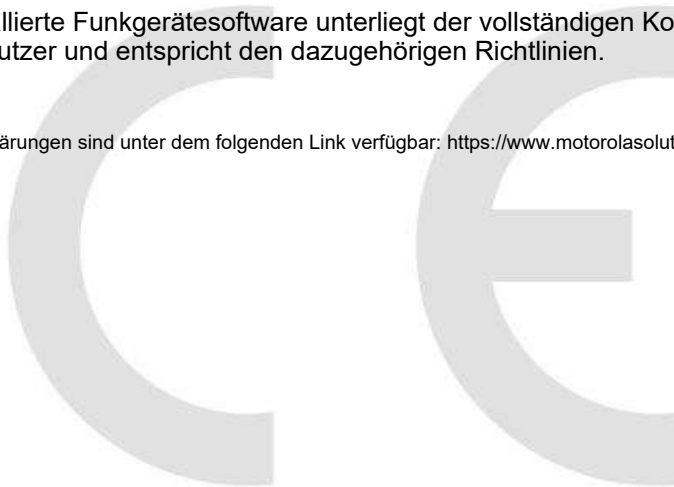 llierte Funkgerätesoftware unterliegt der vollständigen Ko
utzer und entspricht den dazugehörigen Richtlinien.
ärungen sind unter dem folgenden Link verfügbar: https://www.motorolasolut
CE